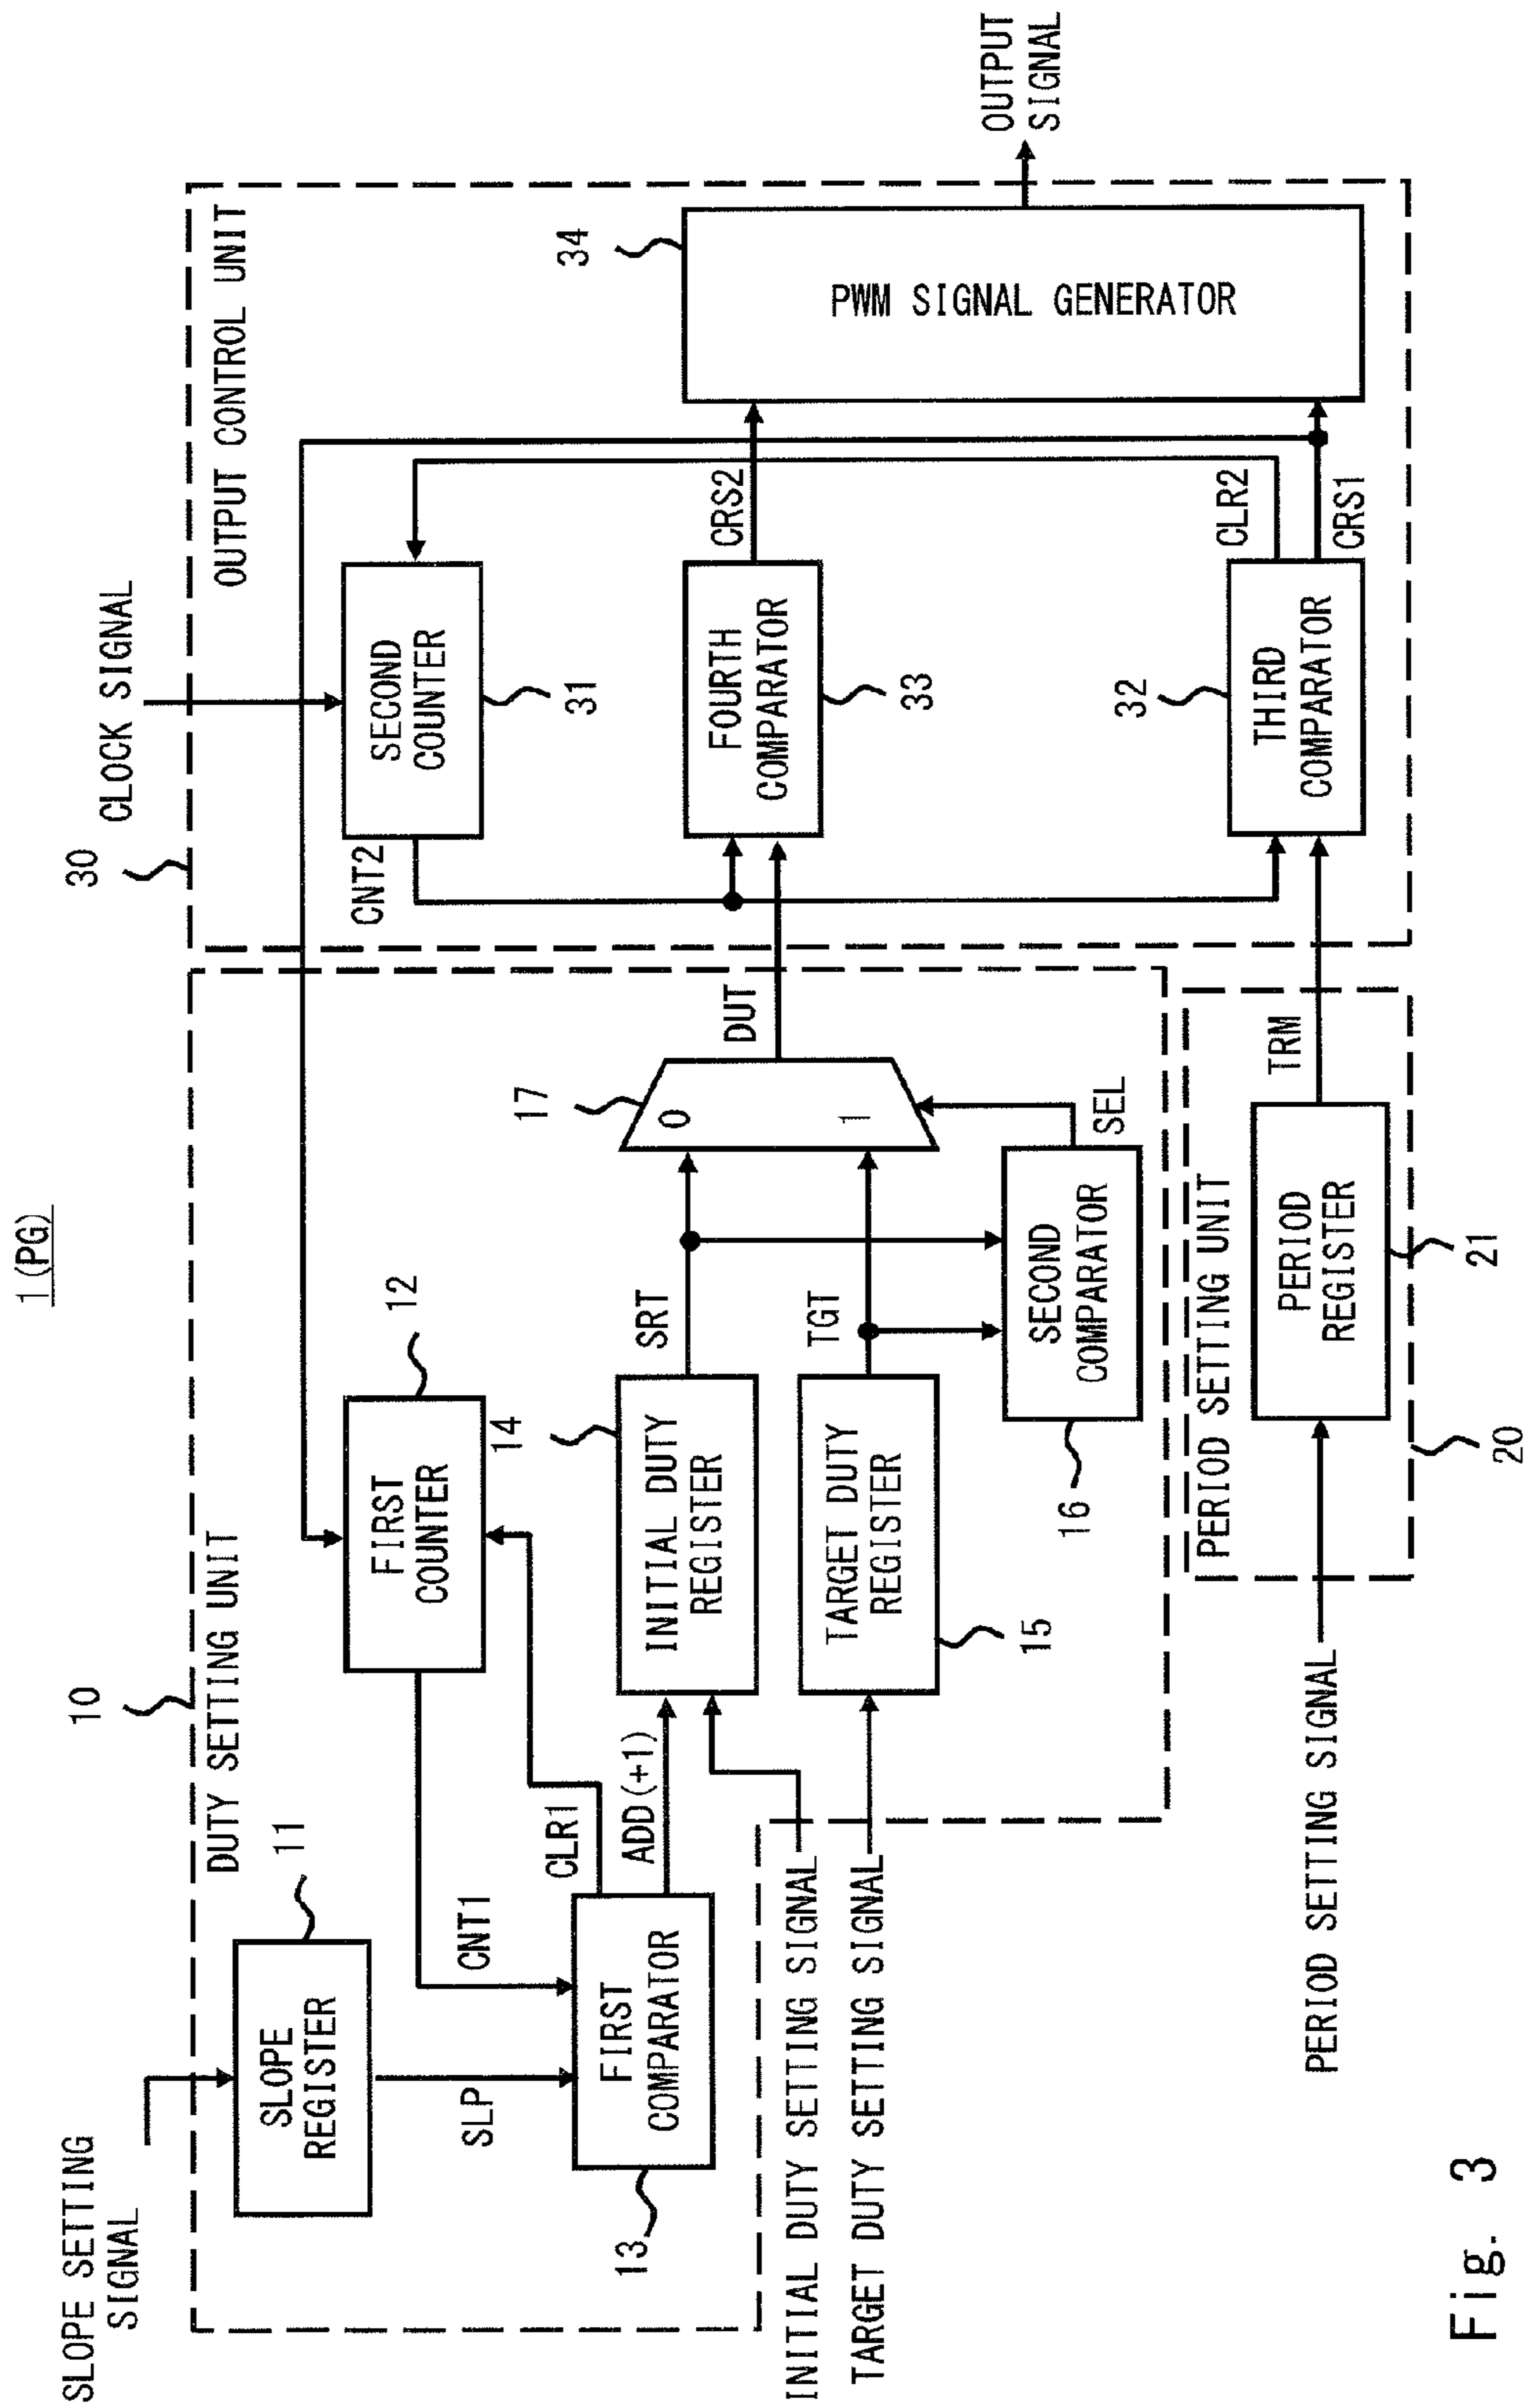 1(PG)
SLOPE SETTING
SIGNAL
10
DUTY SETTING UNIT
11
SLOPE
REGISTER
SLP
CNT1
12
FIRST
COUNTER
CLR1
ADD(+1)
13
FIRST
COMPARATOR
14
INITIAL DUTY
REGISTER
SRT
15
TARGET DUTY
REGISTER
TGT
16
SECOND
COMPARATOR
SEL
17
0
1
DUT
INITIAL DUTY SETTING SIGNAL
TARGET DUTY SETTING SIGNAL
PERIOD SETTING SIGNAL
PERIOD SETTING UNIT
20
PERIOD
REGISTER
21
TRM
30
CLOCK SIGNAL
OUTPUT CONTROL UNIT
SECOND
COUNTER
31
CNT2
FOURTH
COMPARATOR
33
CRS2
32
THIRD
COMPARATOR
CLR2
CRS1
34
PWM SIGNAL GENERATOR
OUTPUT
SIGNAL
Fig. 3